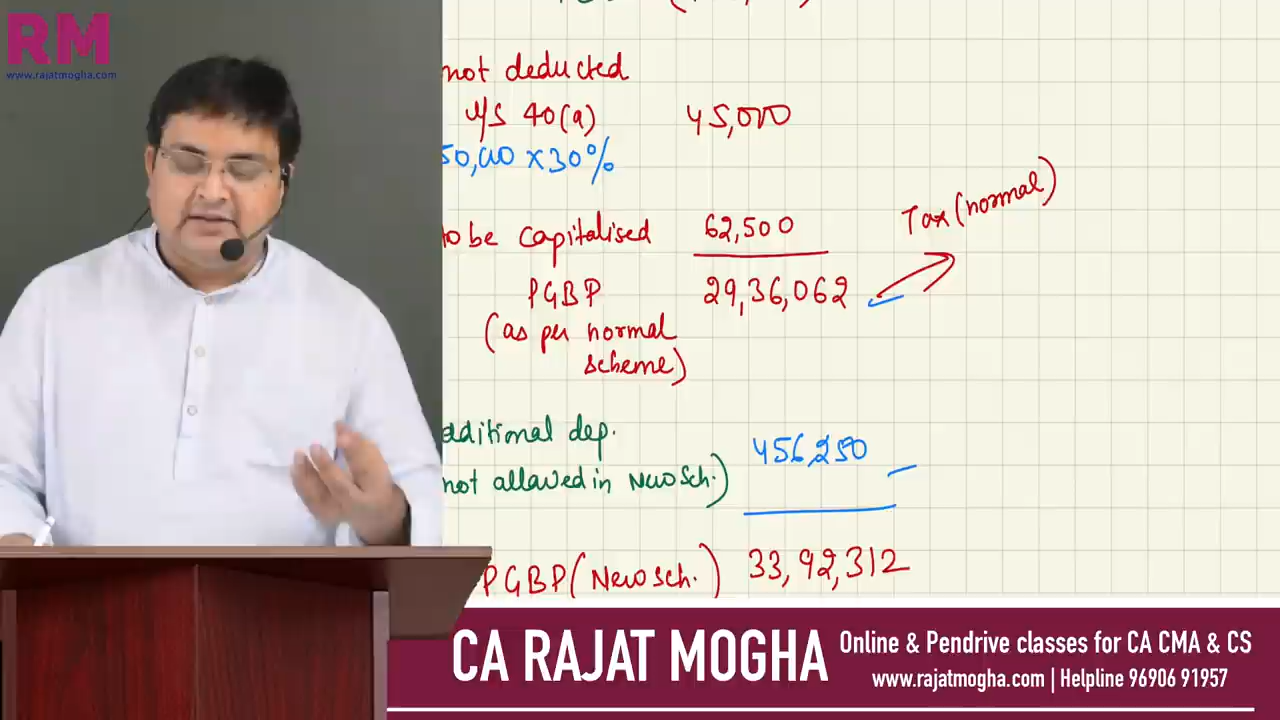 RM
www.rajatmogha.com
not deducted
u/s 40(a) 45,000
50,000 x 30%
to be capitalised 62,500
PGBP 29,36,062
Tax (normal)
(as per normal
scheme)
additional dep. 456,250
not allowed in New Sch.)
PGBP (New Sch.) 33,92,312
CA RAJAT MOGHA
Online & Pendrive classes for CA CMA & CS
www.rajatmogha.com | Helpline 96906 91957